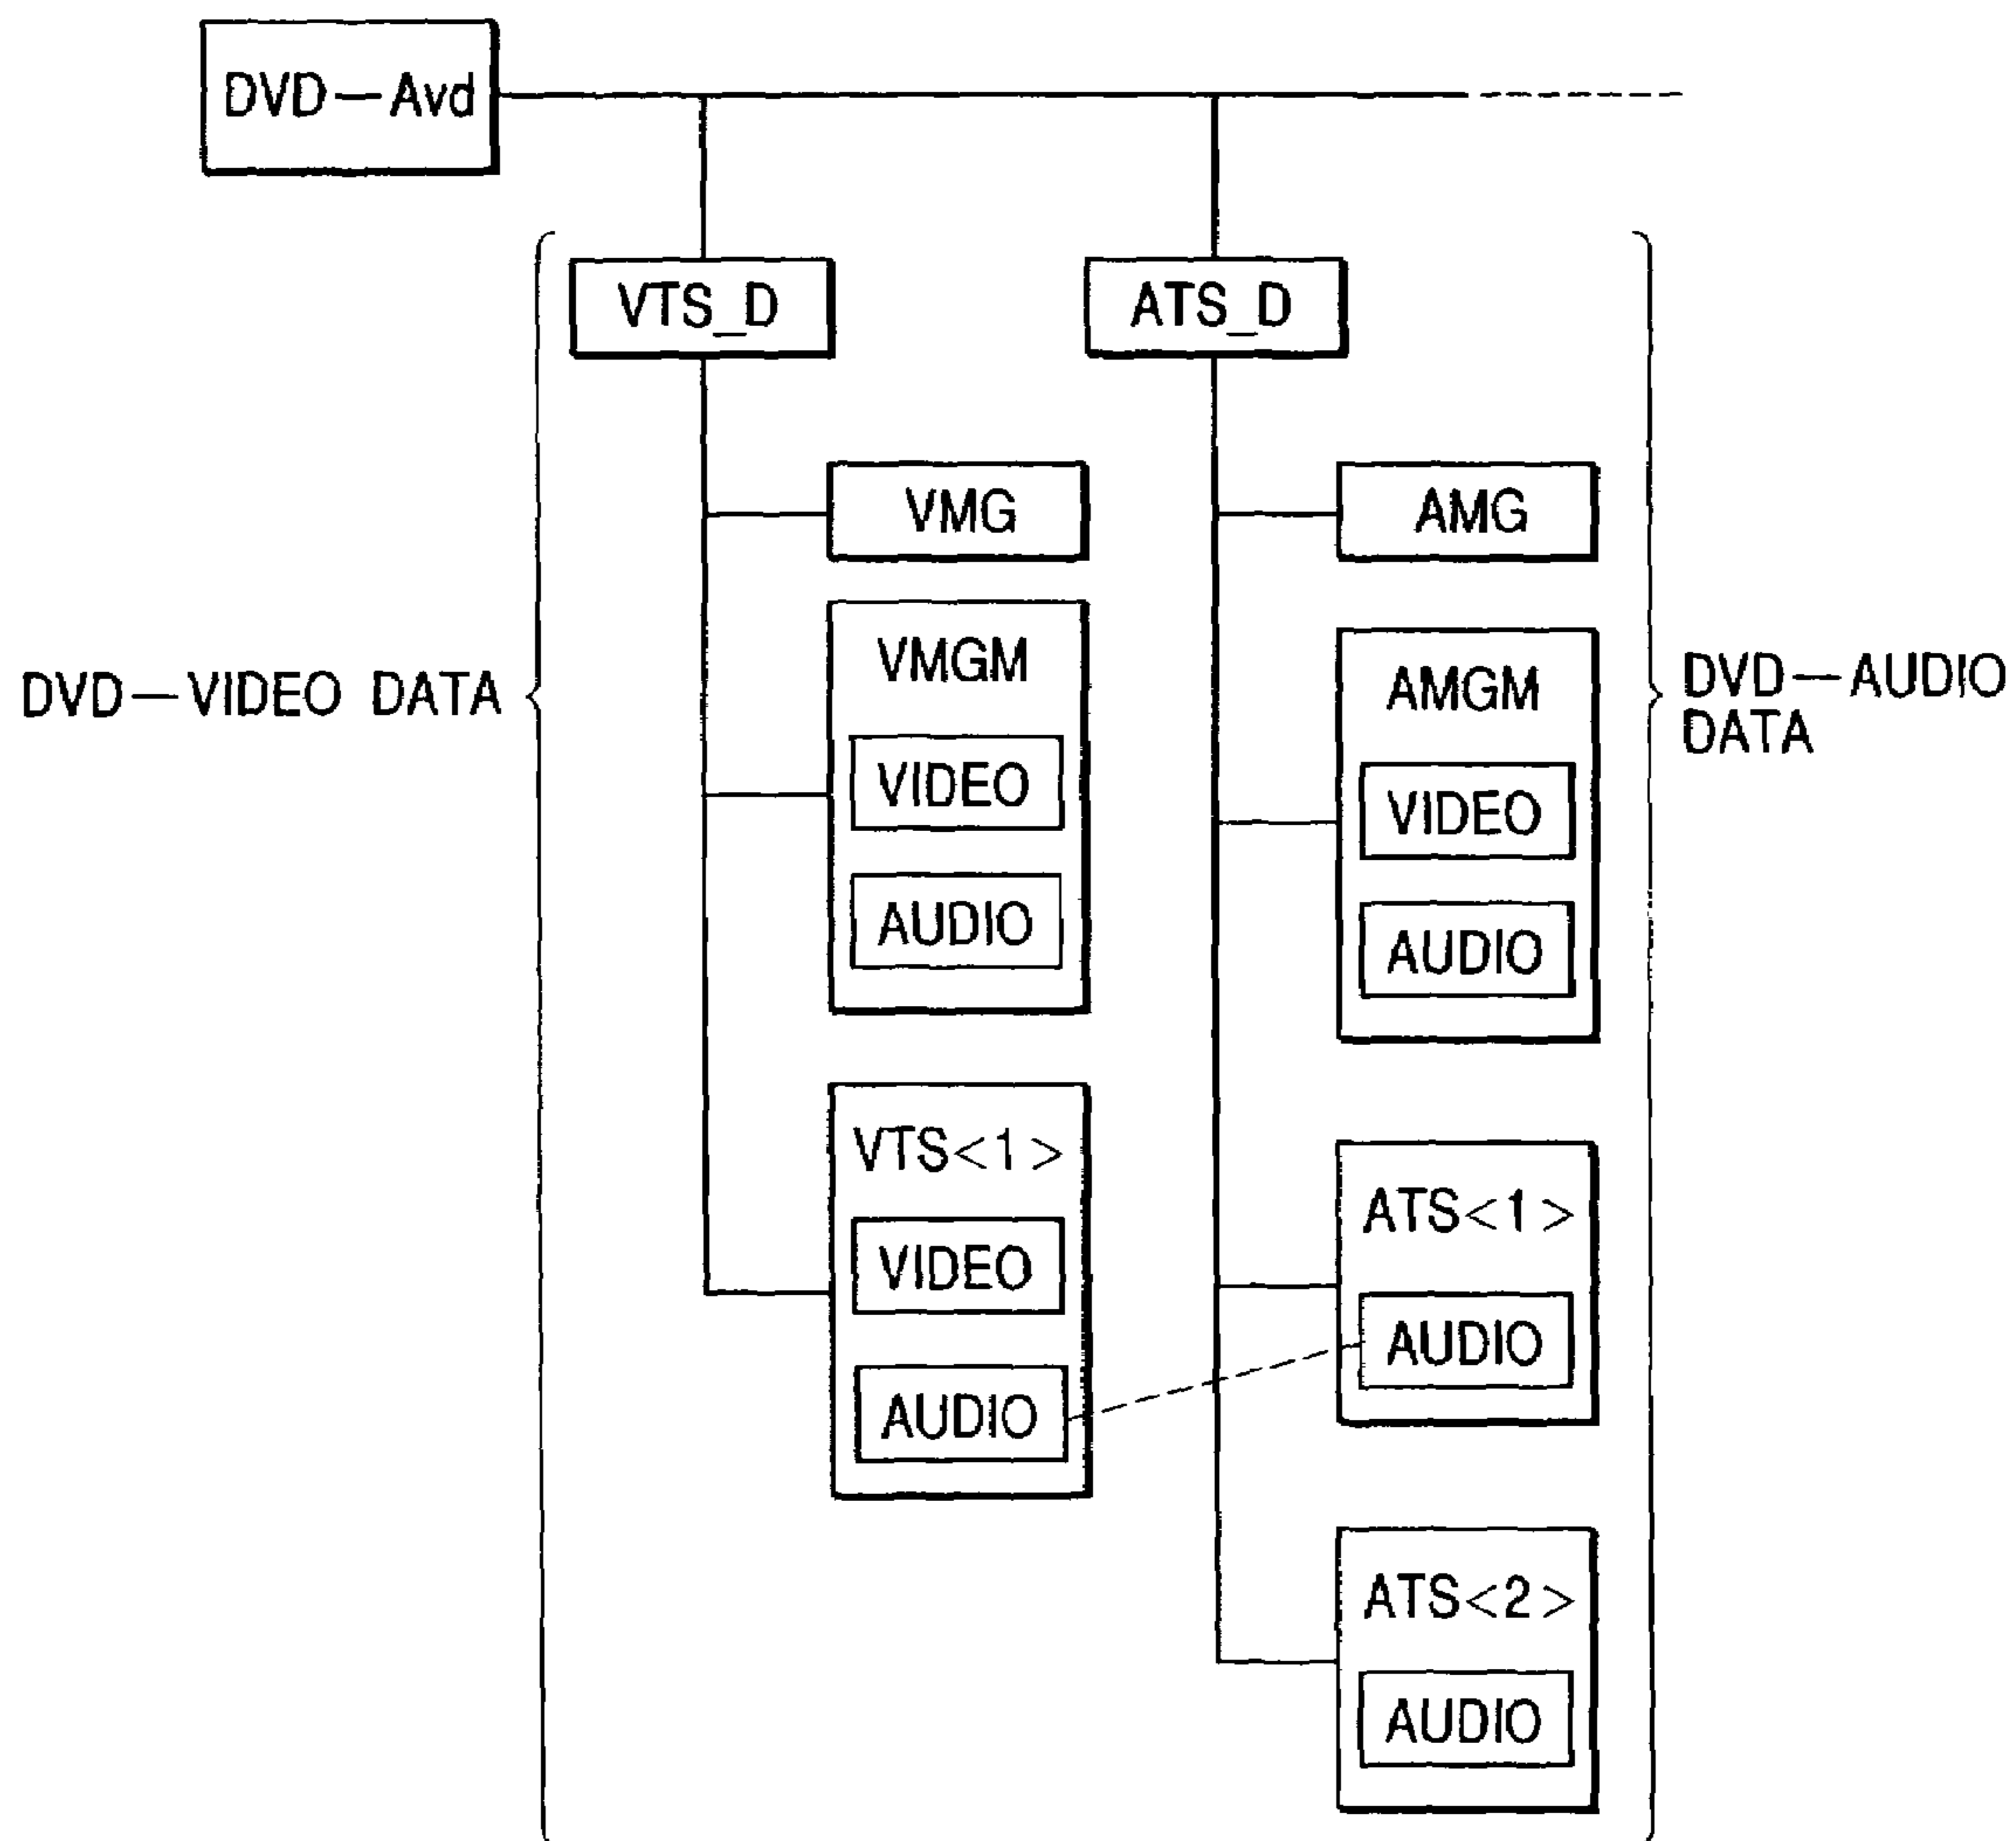 DVD—Avd
VTS_D
ATS_D
VMG
AMG
VMGM
VIDEO
AUDIO
AMGM
VIDEO
AUDIO
DVD—VIDEO DATA
DVD—AUDIO
DATA
VTS<1>
VIDEO
AUDIO
ATS<1>
AUDIO
ATS<2>
AUDIO